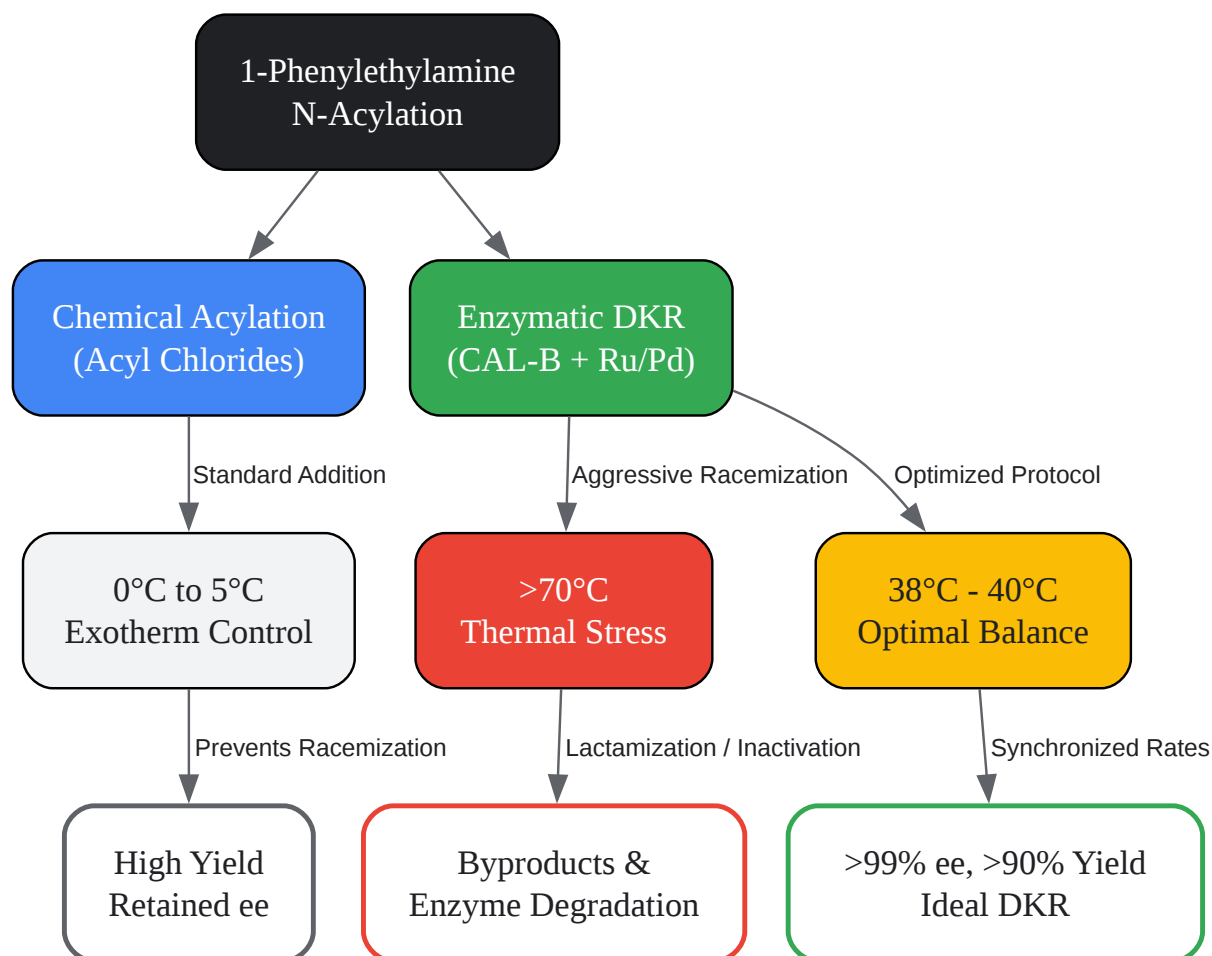 1-Phenylethylamine
N-Acylation
Chemical Acylation
(Acyl Chlorides)
Enzymatic DKR
(CAL-B + Ru/Pd)
Standard Addition
Aggressive Racemization
Optimized Protocol
0°C to 5°C
Exotherm Control
>70°C
Thermal Stress
38°C - 40°C
Optimal Balance
Prevents Racemization
Lactamization / Inactivation
Synchronized Rates
High Yield
Retained ee
Byproducts &
Enzyme Degradation
>99% ee, >90% Yield
Ideal DKR